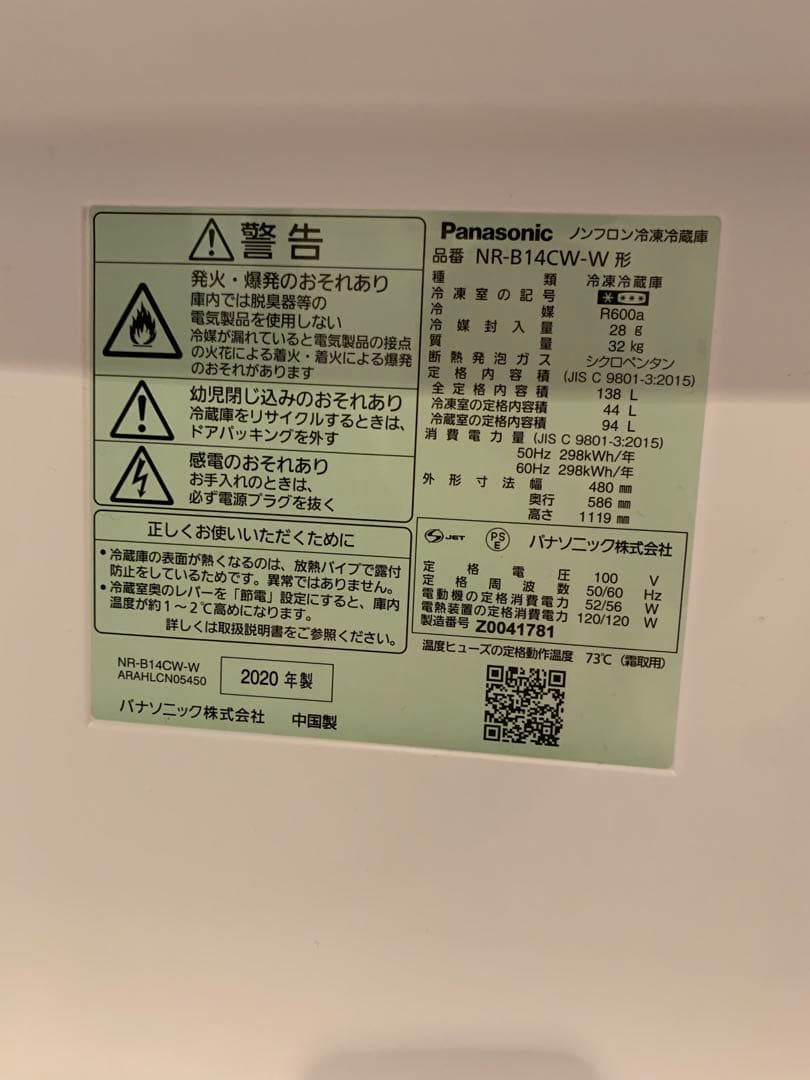 警告
発火・爆発のおそれあり
庫内では脱臭器等の
電気製品を使用しない
冷媒が漏れていると電気製品の接点
の火花による着火・着火による爆発
のおそれがあります
幼児閉じ込みのおそれあり
冷蔵庫をリサイクルするときは、
ドアパッキングを外す
感電のおそれあり
お手入れのときは、
必ず電源プラグを抜く
正しくお使いいただくために
•冷蔵庫の表面が熱くなるのは、放熱パイプで露付
防止をしているためです。異常ではありません。
•冷蔵室奥のレバーを「節電」設定にすると、庫内
温度が約1～2℃高めになります。
詳しくは取扱説明書をご参照ください。
NR-B14CW-W
ARAHLCN05450
2020 年製
パナソニック株式会社 中国製
Panasonic ノンフロン冷凍冷蔵庫
品番 NR-B14CW-W 形
種類 冷凍冷蔵庫
冷凍室の記号
冷媒 R600a
冷媒封入量 28 g
質量 32 kg
断熱発泡ガス シクロペンタン
定格内容積 (JIS C 9801-3:2015)
全定格内容積 138 L
冷凍室の定格内容積 44 L
冷蔵室の定格内容積 94 L
消費電力量 (JIS C 9801-3:2015)
50Hz 298kWh/年
60Hz 298kWh/年
外形寸法 幅 480 mm
奥行 586 mm
高さ 1119 mm
JET PSE パナソニック株式会社
定格電圧 100 V
定格周波数 50/60 Hz
電動機の定格消費電力 52/56 W
電熱装置の定格消費電力 120/120 W
製造番号 Z0041781
温度ヒューズの定格動作温度 73℃（霜取用）